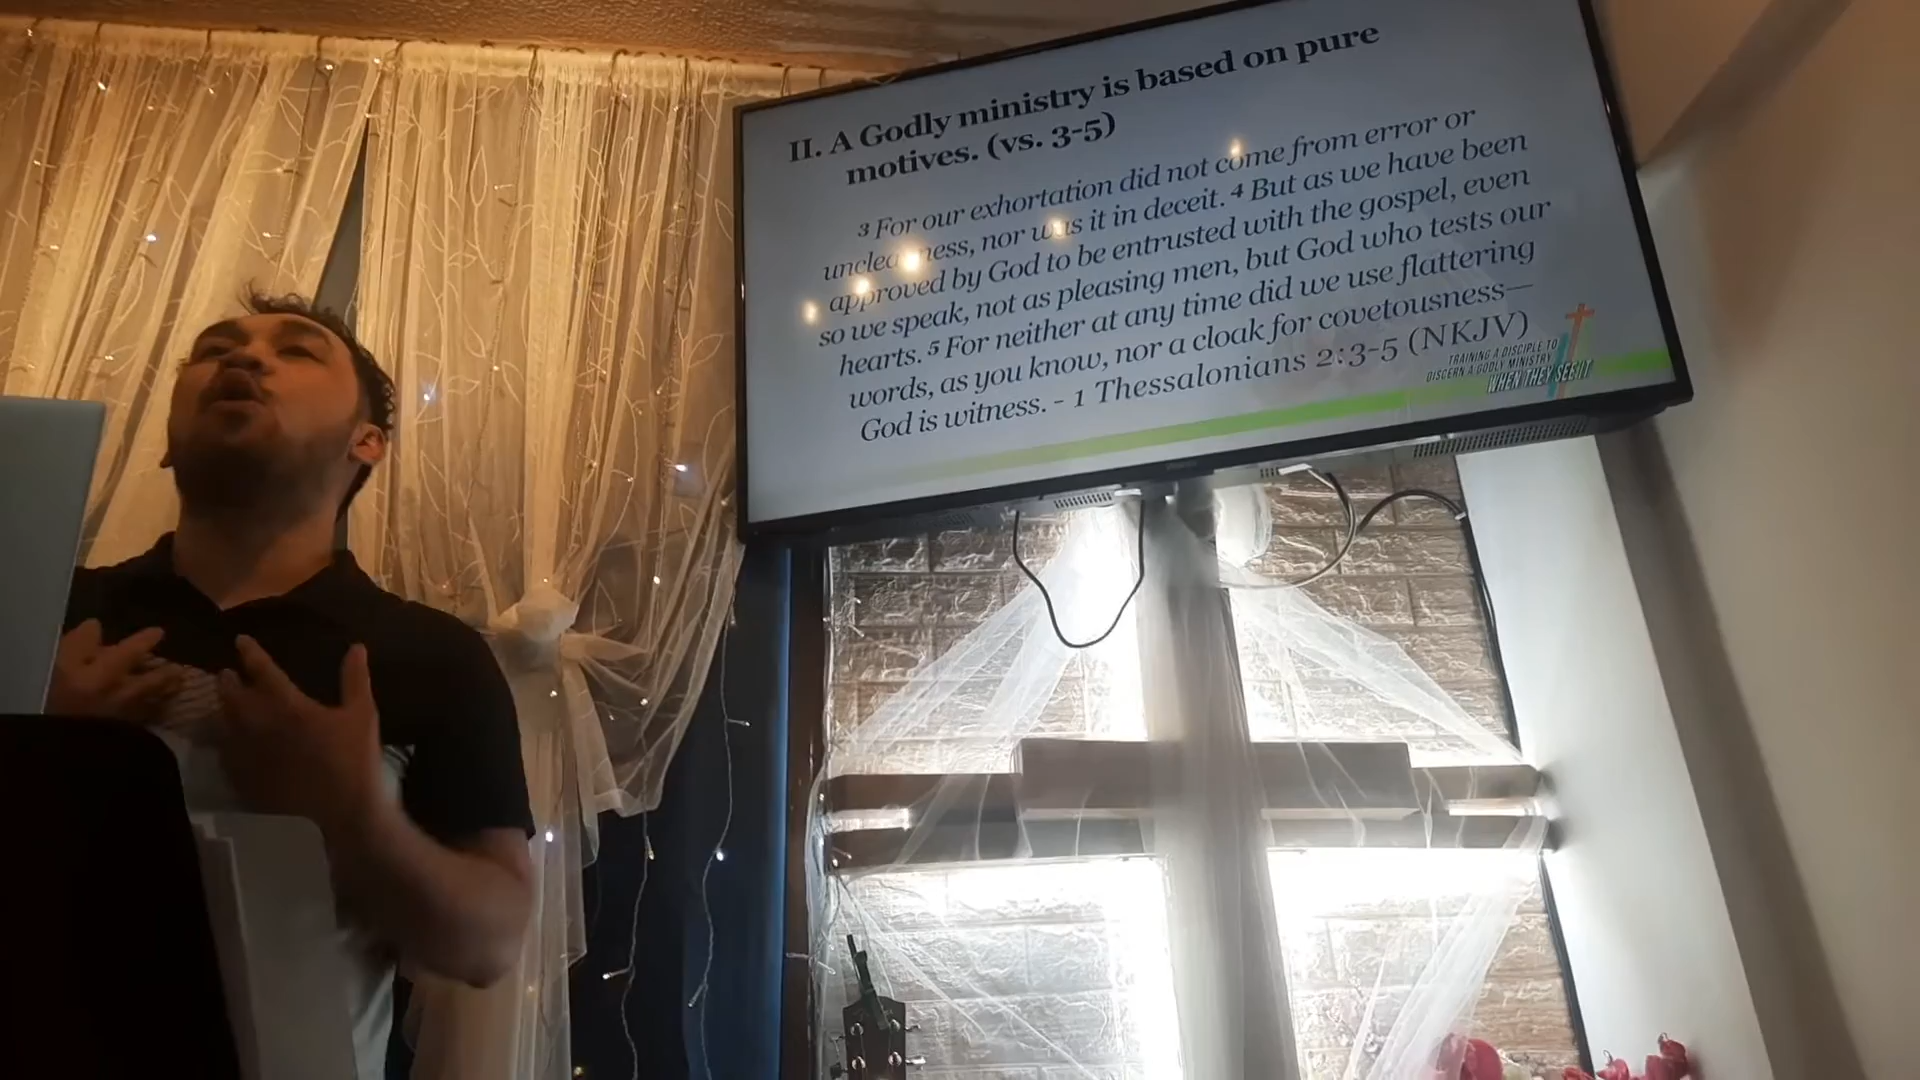 II. A Godly ministry is based on pure
motives. (vs. 3-5)
3 For our exhortation did not come from error or
uncleanness, nor was it in deceit. 4 But as we have been
approved by God to be entrusted with the gospel, even
so we speak, not as pleasing men, but God who tests our
hearts. 5 For neither at any time did we use flattering
words, as you know, nor a cloak for covetousness—
God is witness. - 1 Thessalonians 2:3-5 (NKJV)
TRAINING A DISCIPLE TO
DISCERN A GODLY MINISTRY
WHEN THEY SEE IT